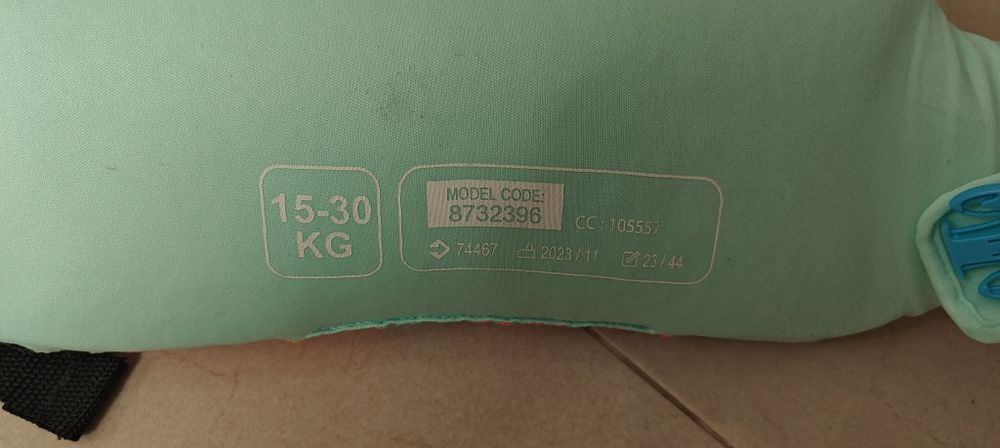 15-30
KG
MODEL CODE:
8732396
CC : 105557
74467 2023 / 11 23 / 44